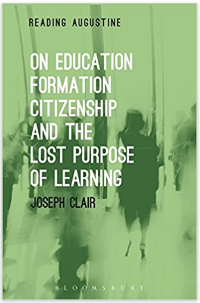 READING AUGUSTINE
ON EDUCATION
FORMATION
CITIZENSHIP
AND THE
LOST PURPOSE
OF LEARNING
JOSEPH CLAIR
BLOOMSBURY